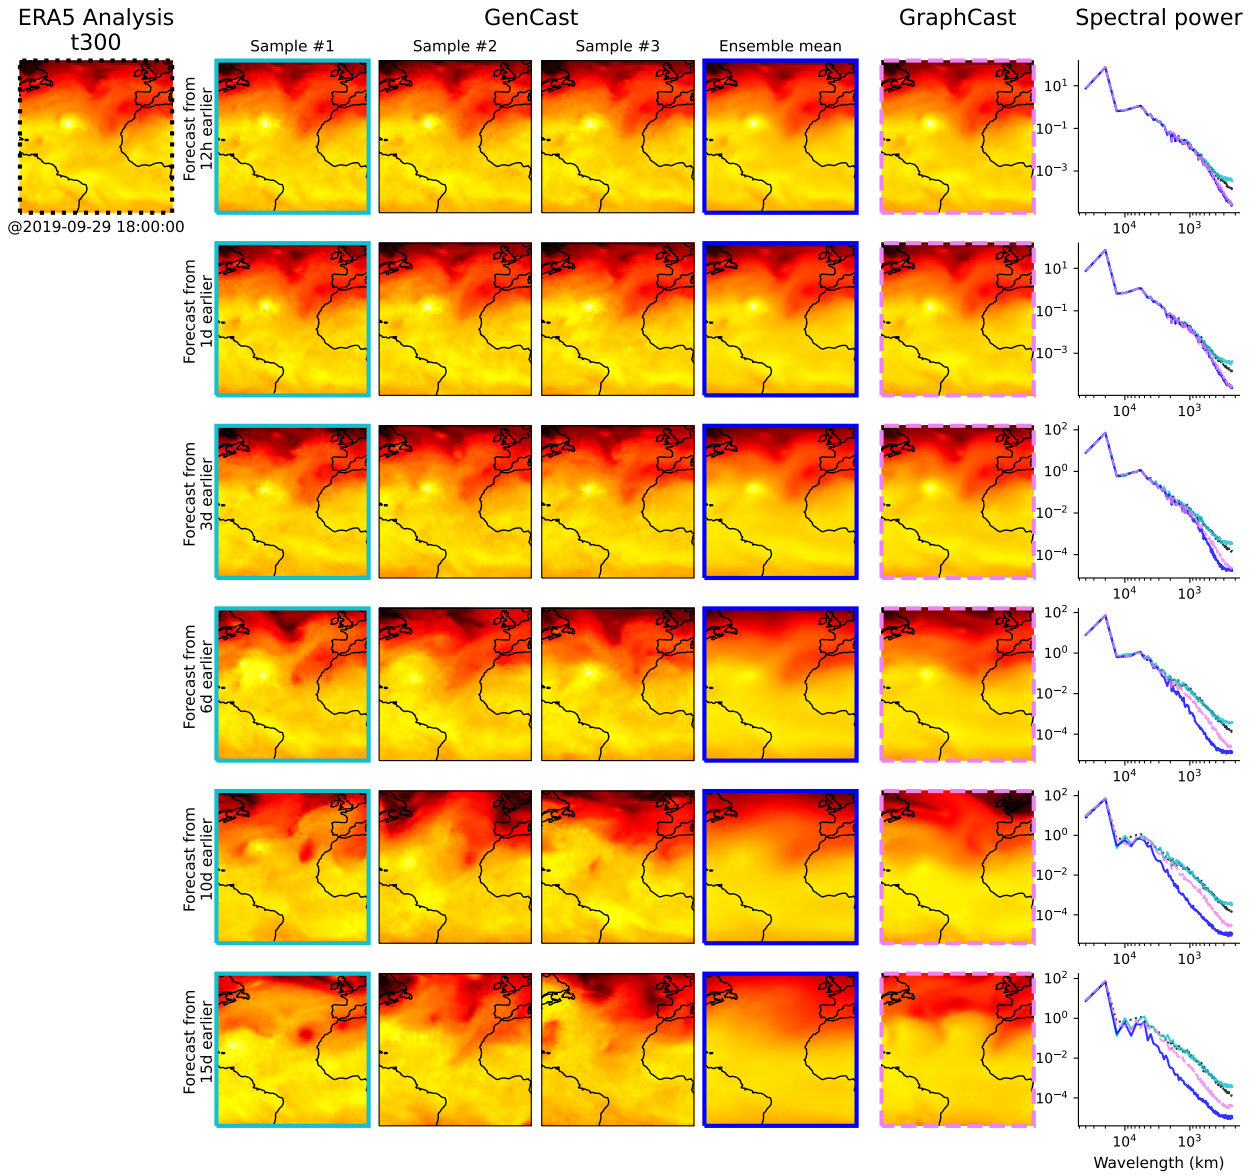 ERA5 Analysis
t300
GenCast
GraphCast
Spectral power
Sample #1
Sample #2
Sample #3
Ensemble mean
@2019-09-29 18:00:00
Forecast from
12h earlier
10^1
10^-1
10^-3
10^4
10^3
Forecast from
1d earlier
10^1
10^-1
10^-3
10^4
10^3
Forecast from
3d earlier
10^2
10^0
10^-2
10^-4
10^4
10^3
Forecast from
6d earlier
10^2
10^0
10^-2
10^-4
10^4
10^3
Forecast from
10d earlier
10^2
10^0
10^-2
10^-4
10^4
10^3
Forecast from
15d earlier
10^2
10^0
10^-2
10^-4
10^4
10^3
Wavelength (km)